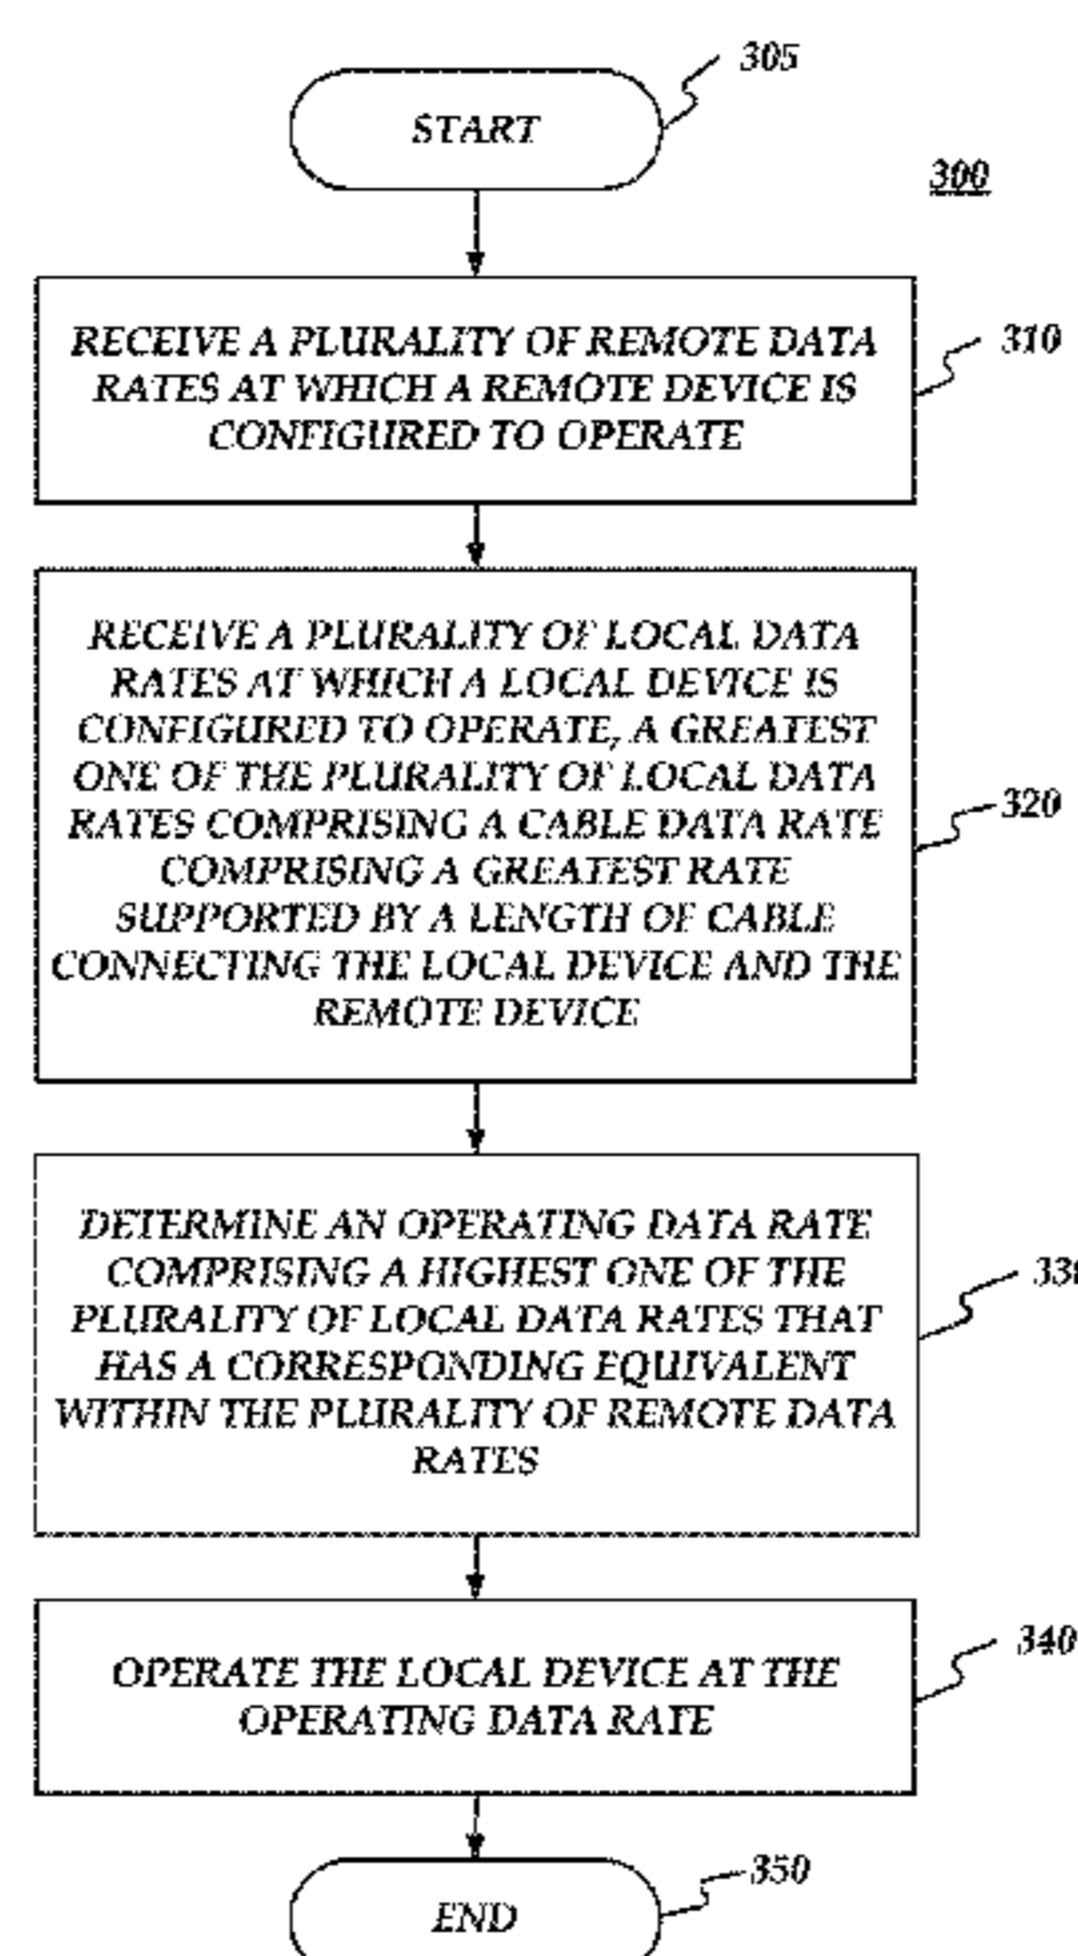 305
START
300
RECEIVE A PLURALITY OF REMOTE DATA
RATES AT WHICH A REMOTE DEVICE IS
CONFIGURED TO OPERATE
310
RECEIVE A PLURALITY OF LOCAL DATA
RATES AT WHICH A LOCAL DEVICE IS
CONFIGURED TO OPERATE, A GREATEST
ONE OF THE PLURALITY OF LOCAL DATA
RATES COMPRISING A CABLE DATA RATE
COMPRISING A GREATEST RATE
SUPPORTED BY A LENGTH OF CABLE
CONNECTING THE LOCAL DEVICE AND THE
REMOTE DEVICE
320
DETERMINE AN OPERATING DATA RATE
COMPRISING A HIGHEST ONE OF THE
PLURALITY OF LOCAL DATA RATES THAT
HAS A CORRESPONDING EQUIVALENT
WITHIN THE PLURALITY OF REMOTE DATA
RATES
330
OPERATE THE LOCAL DEVICE AT THE
OPERATING DATA RATE
340
350
END